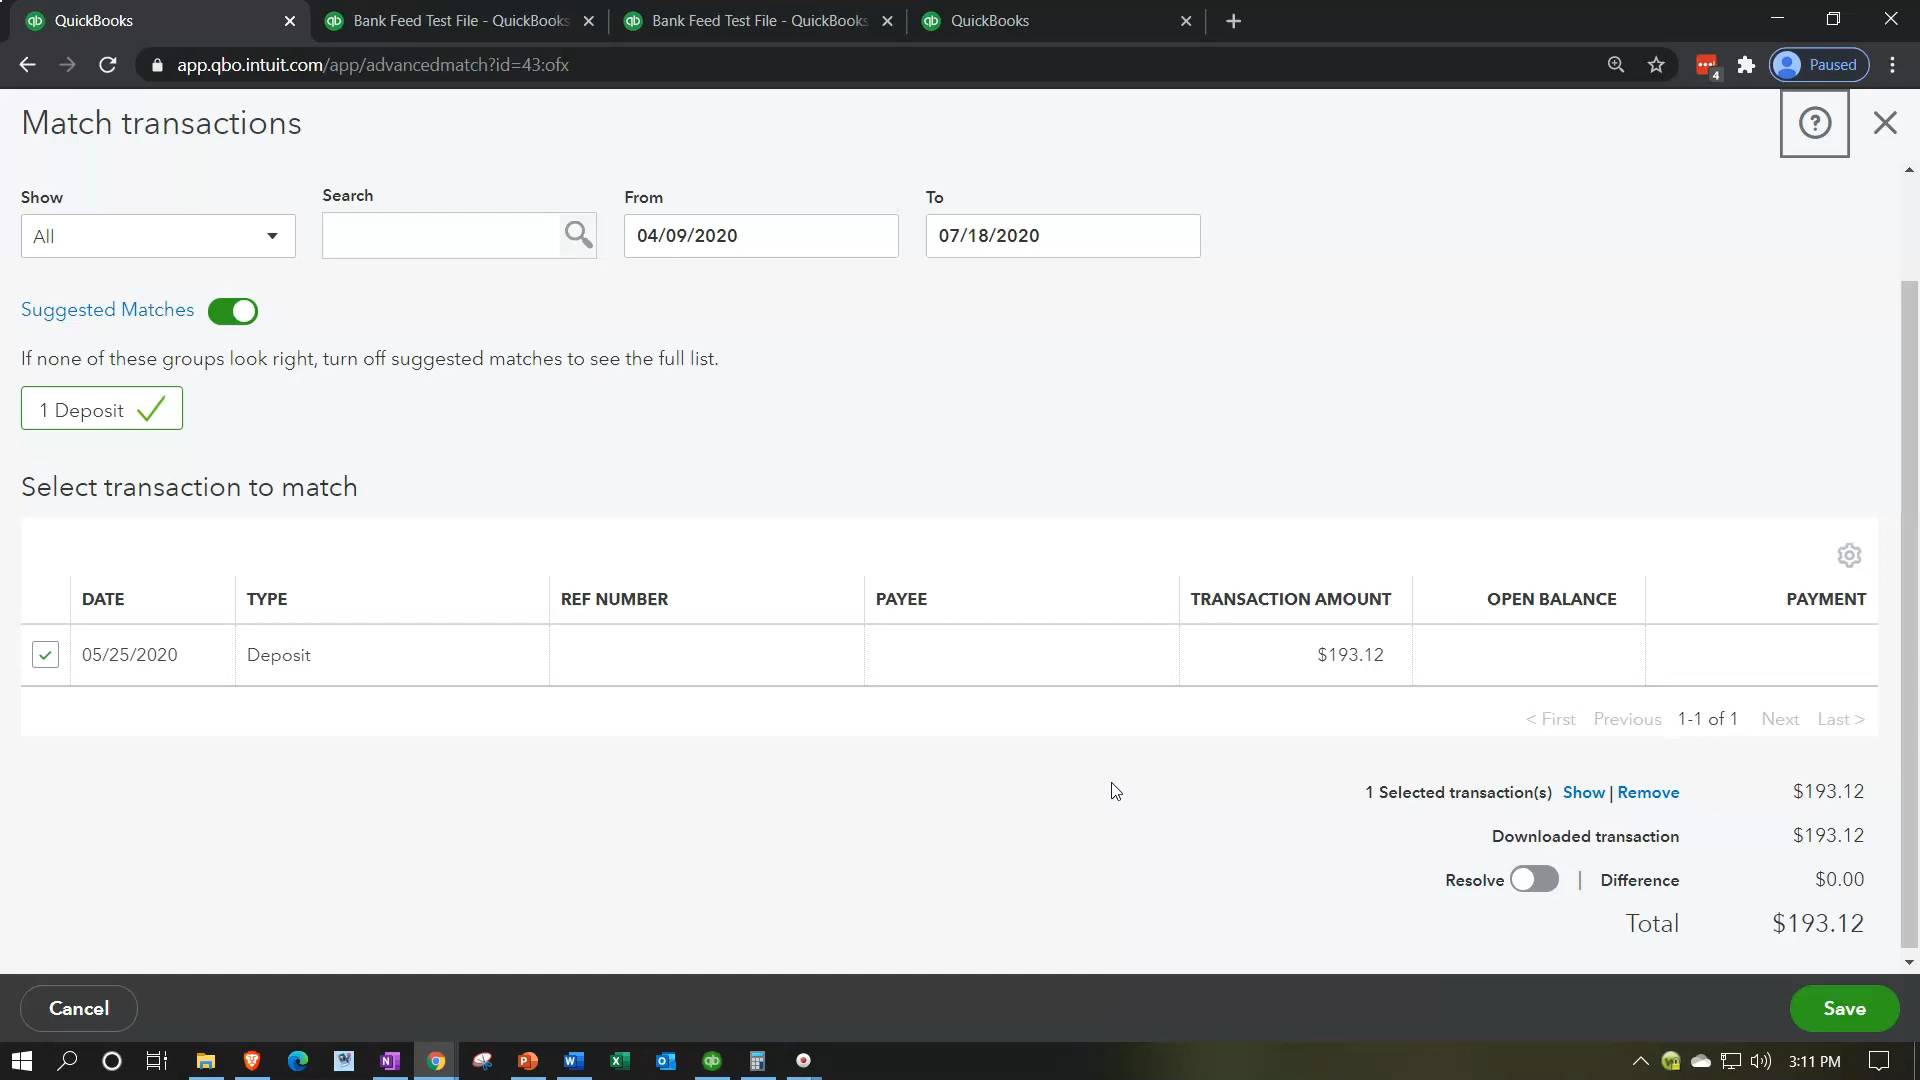 QuickBooks
Bank Feed Test File - QuickBooks
Bank Feed Test File - QuickBooks
QuickBooks
app.qbo.intuit.com/app/advancedmatch?id=43:ofx
4
Paused
Match transactions
?
Show
Search
From
To
All
04/09/2020
07/18/2020
Suggested Matches
If none of these groups look right, turn off suggested matches to see the full list.
1 Deposit
Select transaction to match
DATE TYPE REF NUMBER PAYEE TRANSACTION AMOUNT OPEN BALANCE PAYMENT
05/25/2020 Deposit $193.12
< First Previous 1-1 of 1 Next Last >
1 Selected transaction(s) Show | Remove $193.12
Downloaded transaction $193.12
Resolve | Difference $0.00
Total $193.12
Cancel
Save
3:11 PM